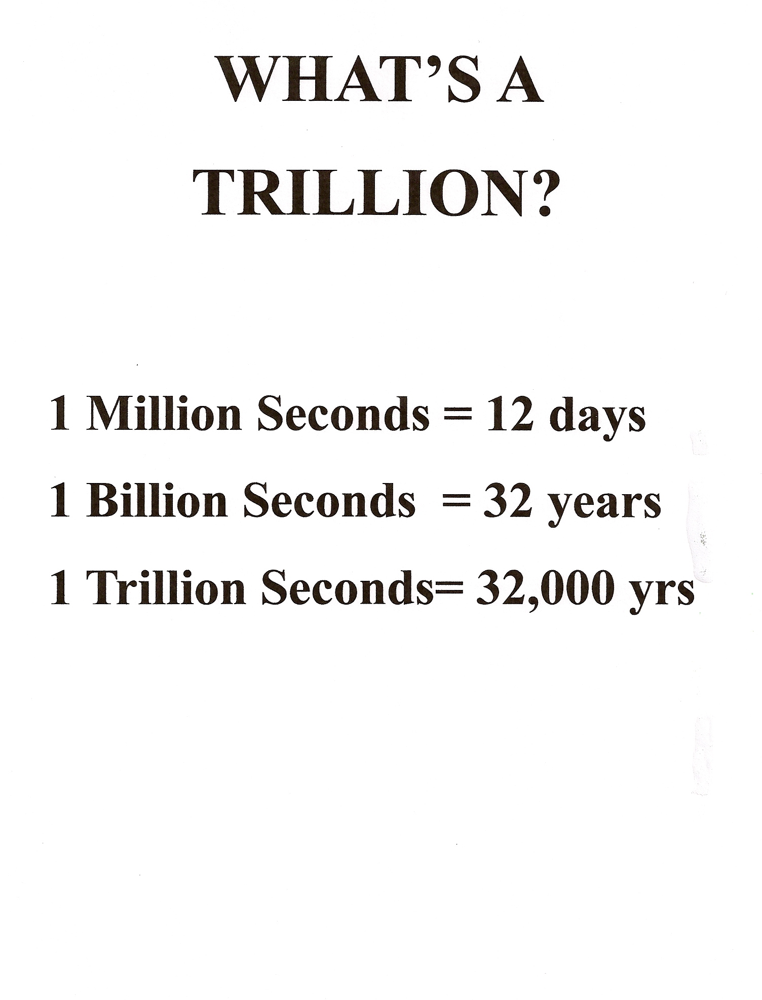 WHAT’S A
TRILLION?
1 Million Seconds = 12 days
1 Billion Seconds = 32 years
1 Trillion Seconds= 32,000 yrs